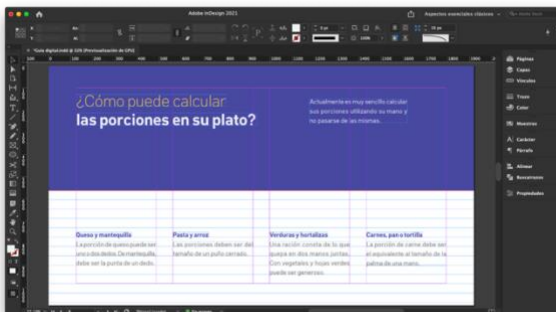 Adobe InDesign 2021
Aspectos esenciales clásicos
Páginas
Capas
Vínculos
Trazo
Color
Muestras
Carácter
Párrafo
Alinear
Buscatrazos
Propiedades
¿Cómo puede calcular
las porciones en su plato?
Actualmente es muy sencillo calcular
sus porciones utilizando su mano y
no pasarse de las mismas.
Queso y mantequilla
La porción de queso puede ser
uno o dos dedos. De mantequilla,
debe ser la punta de un dedo.
Pasta y arroz
Las porciones deben ser del
tamaño de un puño cerrado.
Verduras y hortalizas
Una ración consta de lo que
quepa en dos manos juntas.
Con vegetales y hojas verdes
puede ser generoso.
Carnes, pan o tortilla
La porción de carne debe ser
el equivalente al tamaño de la
palma de una mano.